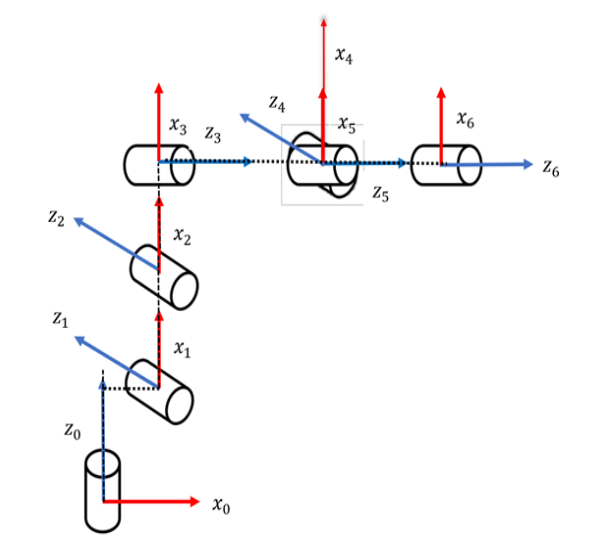 x₄
z₄
x₅
x₆
x₃
z₃
z₅
z₆
z₂
x₂
z₁
x₁
z₀
x₀